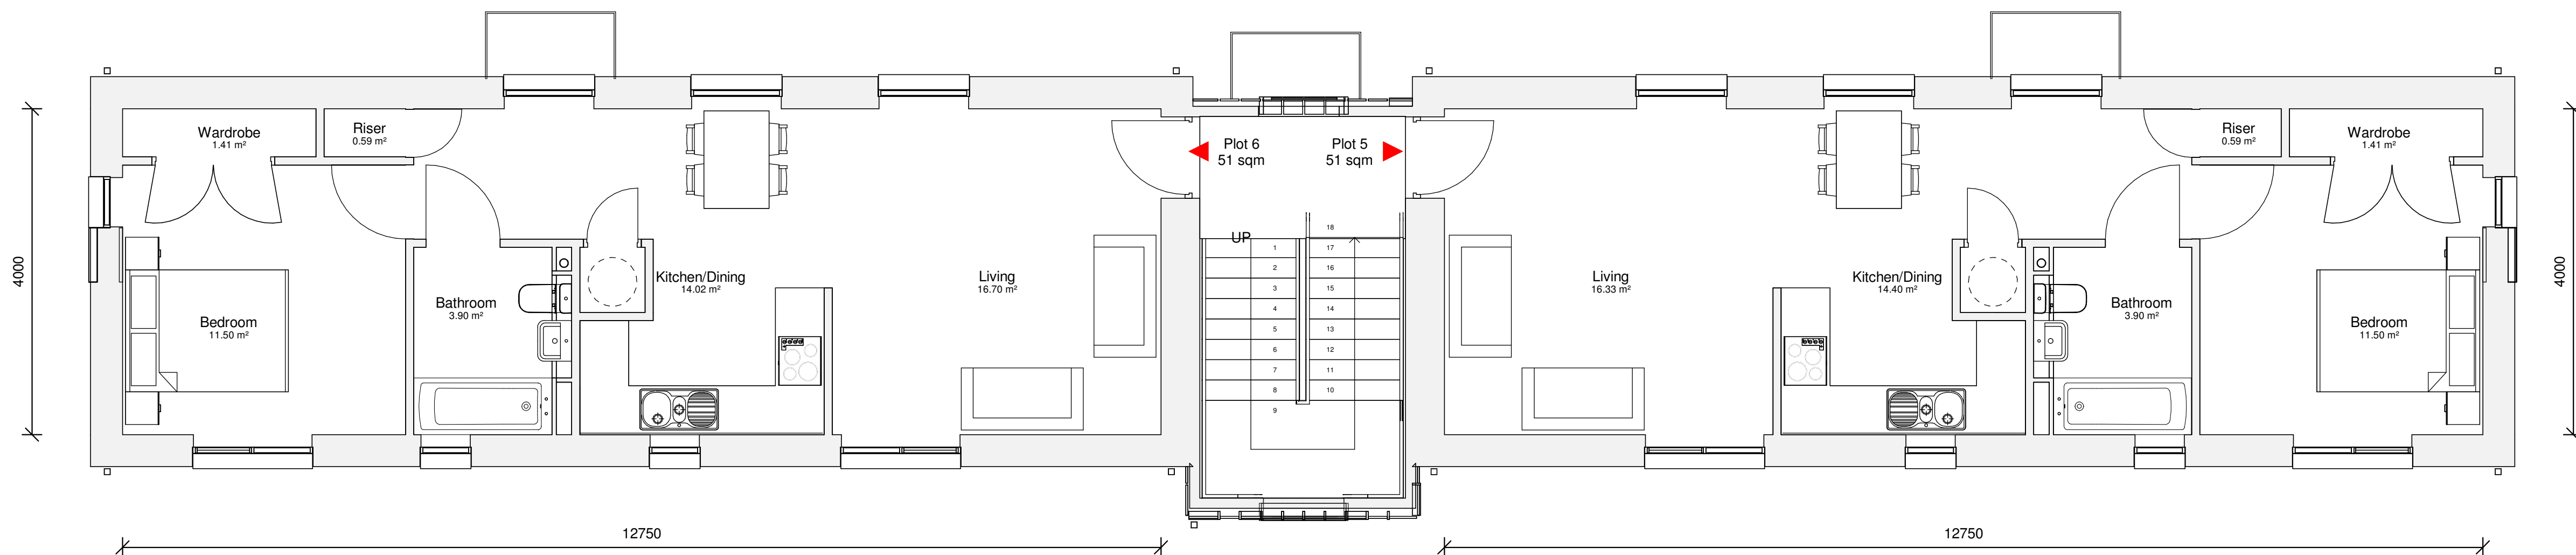 Wardrobe
1.41 m²
Riser
0.59 m²
Plot 6
51 sqm
Plot 5
51 sqm
Riser
0.59 m²
Wardrobe
1.41 m²
4000
4000
UP
18
1
17
2
16
3
15
4
14
5
13
6
12
7
11
8
10
9
Bedroom
11.50 m²
Bathroom
3.90 m²
Kitchen/Dining
14.02 m²
Living
16.70 m²
Living
16.33 m²
Kitchen/Dining
14.40 m²
Bathroom
3.90 m²
Bedroom
11.50 m²
12750
12750